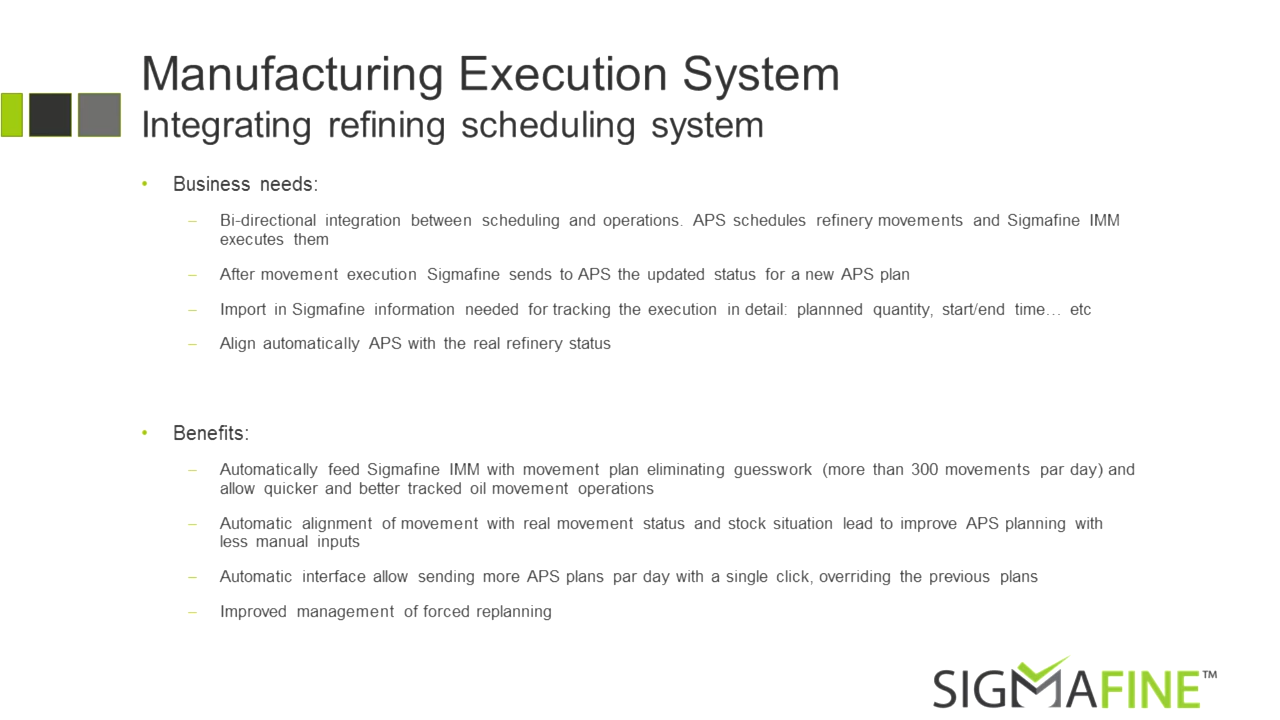 Manufacturing Execution System
Integrating refining scheduling system
• Business needs:
– Bi-directional integration between scheduling and operations. APS schedules refinery movements and Sigmafine IMM
executes them
– After movement execution Sigmafine sends to APS the updated status for a new APS plan
– Import in Sigmafine information needed for tracking the execution in detail: plannned quantity, start/end time… etc
– Align automatically APS with the real refinery status
• Benefits:
– Automatically feed Sigmafine IMM with movement plan eliminating guesswork (more than 300 movements par day) and
allow quicker and better tracked oil movement operations
– Automatic alignment of movement with real movement status and stock situation lead to improve APS planning with
less manual inputs
– Automatic interface allow sending more APS plans par day with a single click, overriding the previous plans
– Improved management of forced replanning
SIGMAFINE™